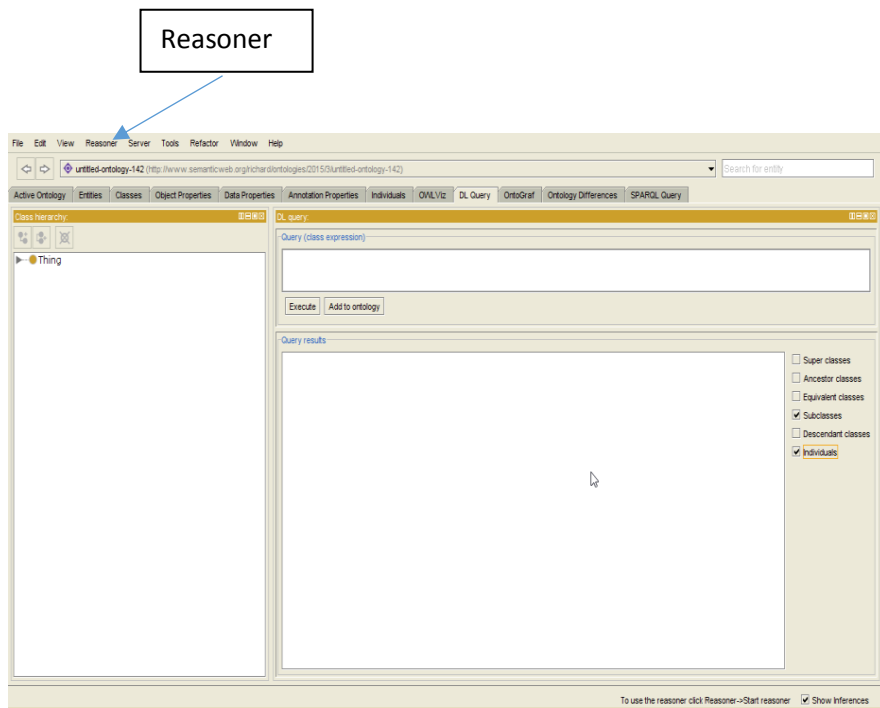 Reasoner
File Edit View Reasoner Server Tools Refactor Window Help
untitled-ontology-142 (http://www.semanticweb.org/richard/ontologies/2015/3/untitled-ontology-142)
Search for entity
Active Ontology Entities Classes Object Properties Data Properties Annotation Properties Individuals OWLViz DL Query OntoGraf Ontology Differences SPARQL Query
Class hierarchy:
Thing
DL query:
Query (class expression)
Execute Add to ontology
Query results
Super classes
Ancestor classes
Equivalent classes
Subclasses
Descendant classes
Individuals
To use the reasoner click Reasoner->Start reasoner Show Inferences